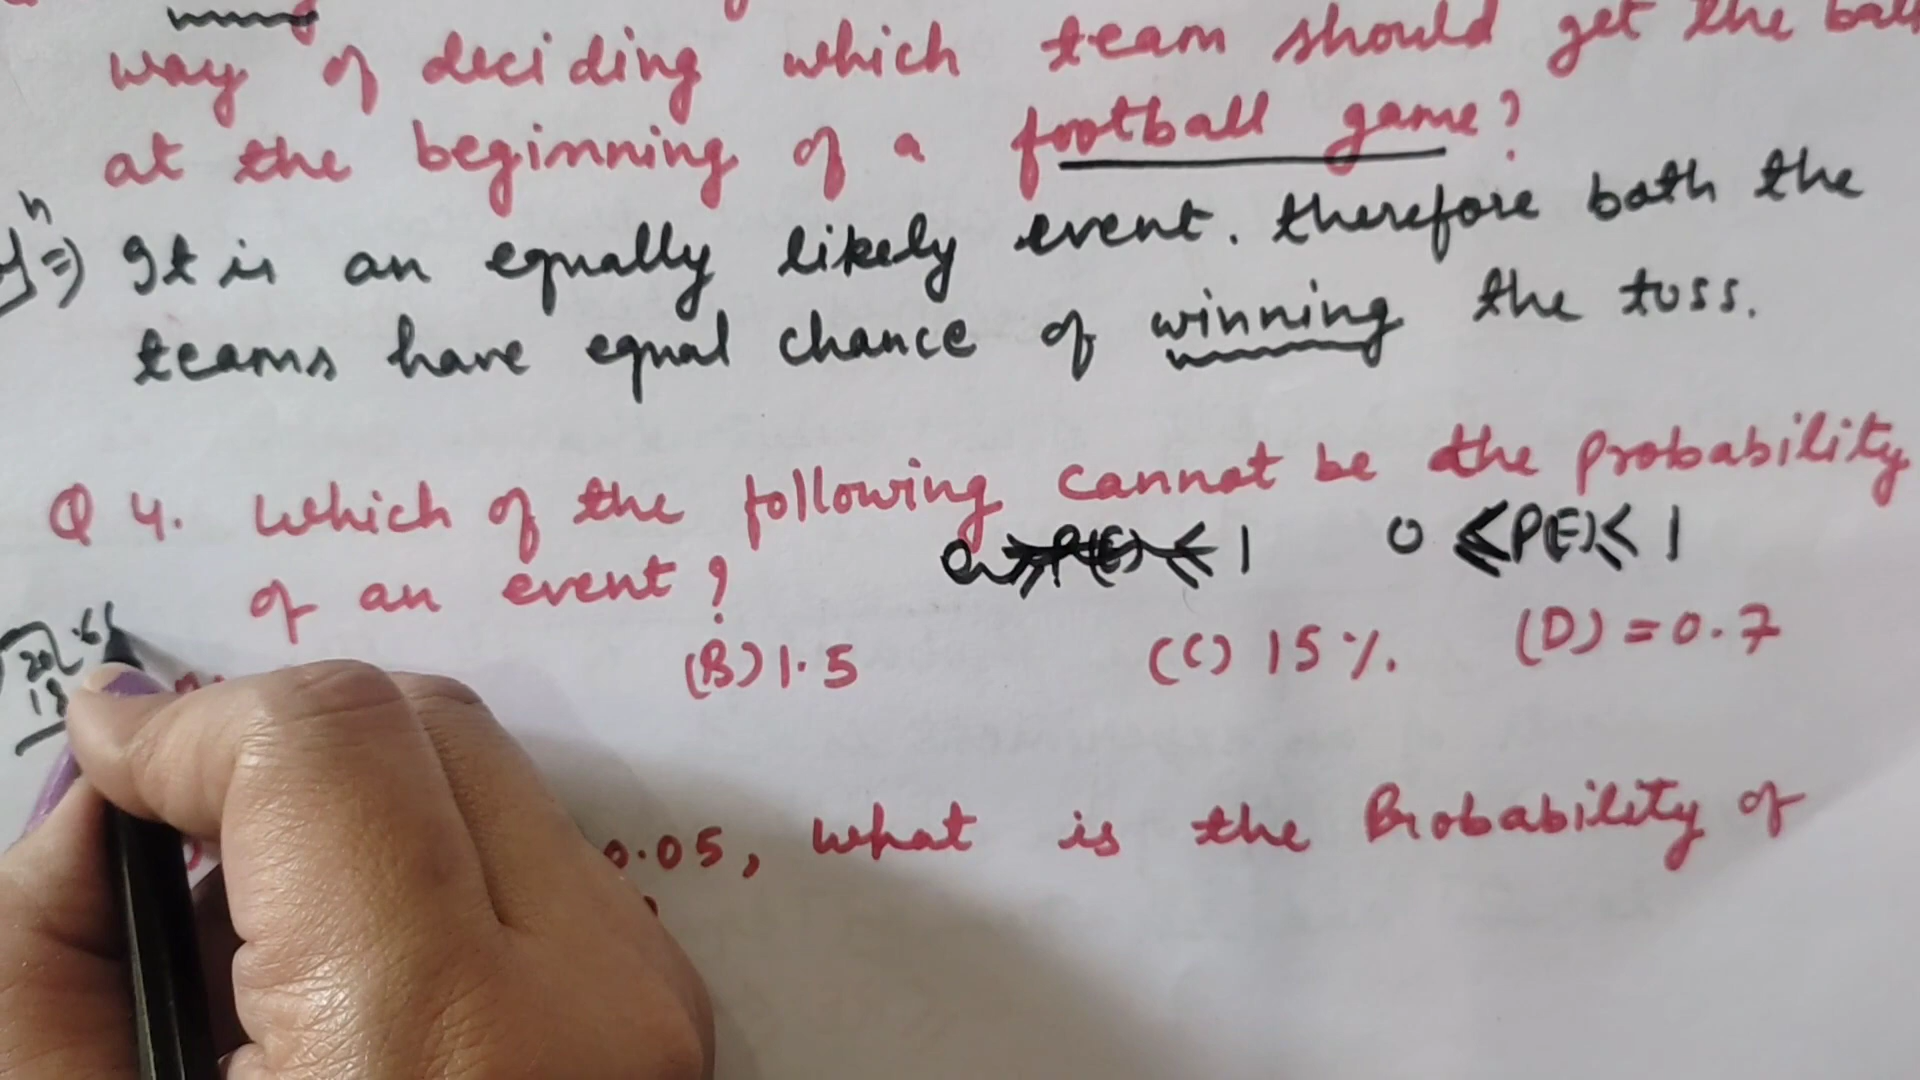 way of deciding which team should get the ball
at the beginning of a football game?
n
=) It is an equally likely event. therefore both the
teams have equal chance of winning the toss.
Q 4. Which of the following cannot be the probability
of an event? 0 ≤ P(E) ≤ 1
(B) 1.5 (C) 15%. (D) = 0.7
20 .66
18
0.05, what is the Probability of